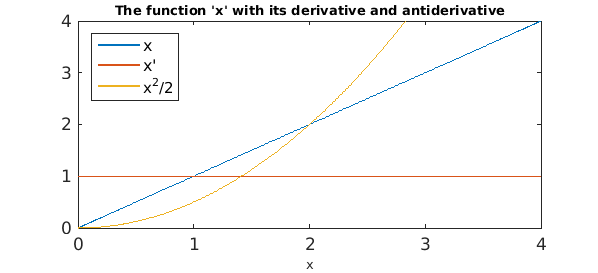 The function 'x' with its derivative and antiderivative
4
3
2
1
0
x
x'
x²/2
0 1 2 3 4
x